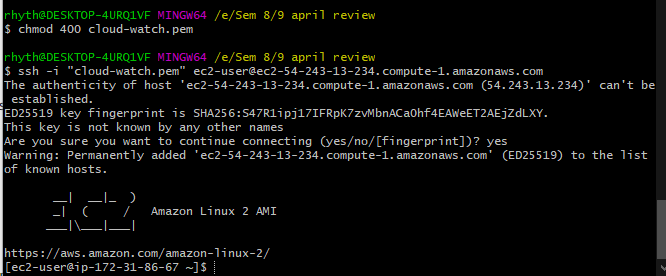 rhyth@DESKTOP-4URQ1VF MINGW64 /e/Sem 8/9 april review
$ chmod 400 cloud-watch.pem
rhyth@DESKTOP-4URQ1VF MINGW64 /e/Sem 8/9 april review
$ ssh -i "cloud-watch.pem" ec2-user@ec2-54-243-13-234.compute-1.amazonaws.com
The authenticity of host 'ec2-54-243-13-234.compute-1.amazonaws.com (54.243.13.234)' can't be
 established.
ED25519 key fingerprint is SHA256:S47R1ipj17IFRpK7zvMbnACaOhf4EAWeET2AEjZdLXY.
This key is not known by any other names
Are you sure you want to continue connecting (yes/no/[fingerprint])? yes
Warning: Permanently added 'ec2-54-243-13-234.compute-1.amazonaws.com' (ED25519) to the list
of known hosts.
       __|  __|_  )
       _|  (     /   Amazon Linux 2 AMI
      ___|\___|___|
https://aws.amazon.com/amazon-linux-2/
[ec2-user@ip-172-31-86-67 ~]$